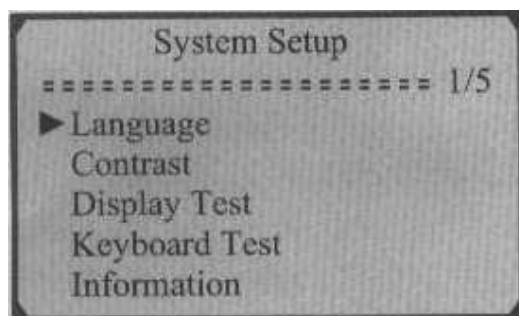 System Setup
==================== 1/5
▶Language
Contrast
Display Test
Keyboard Test
Information